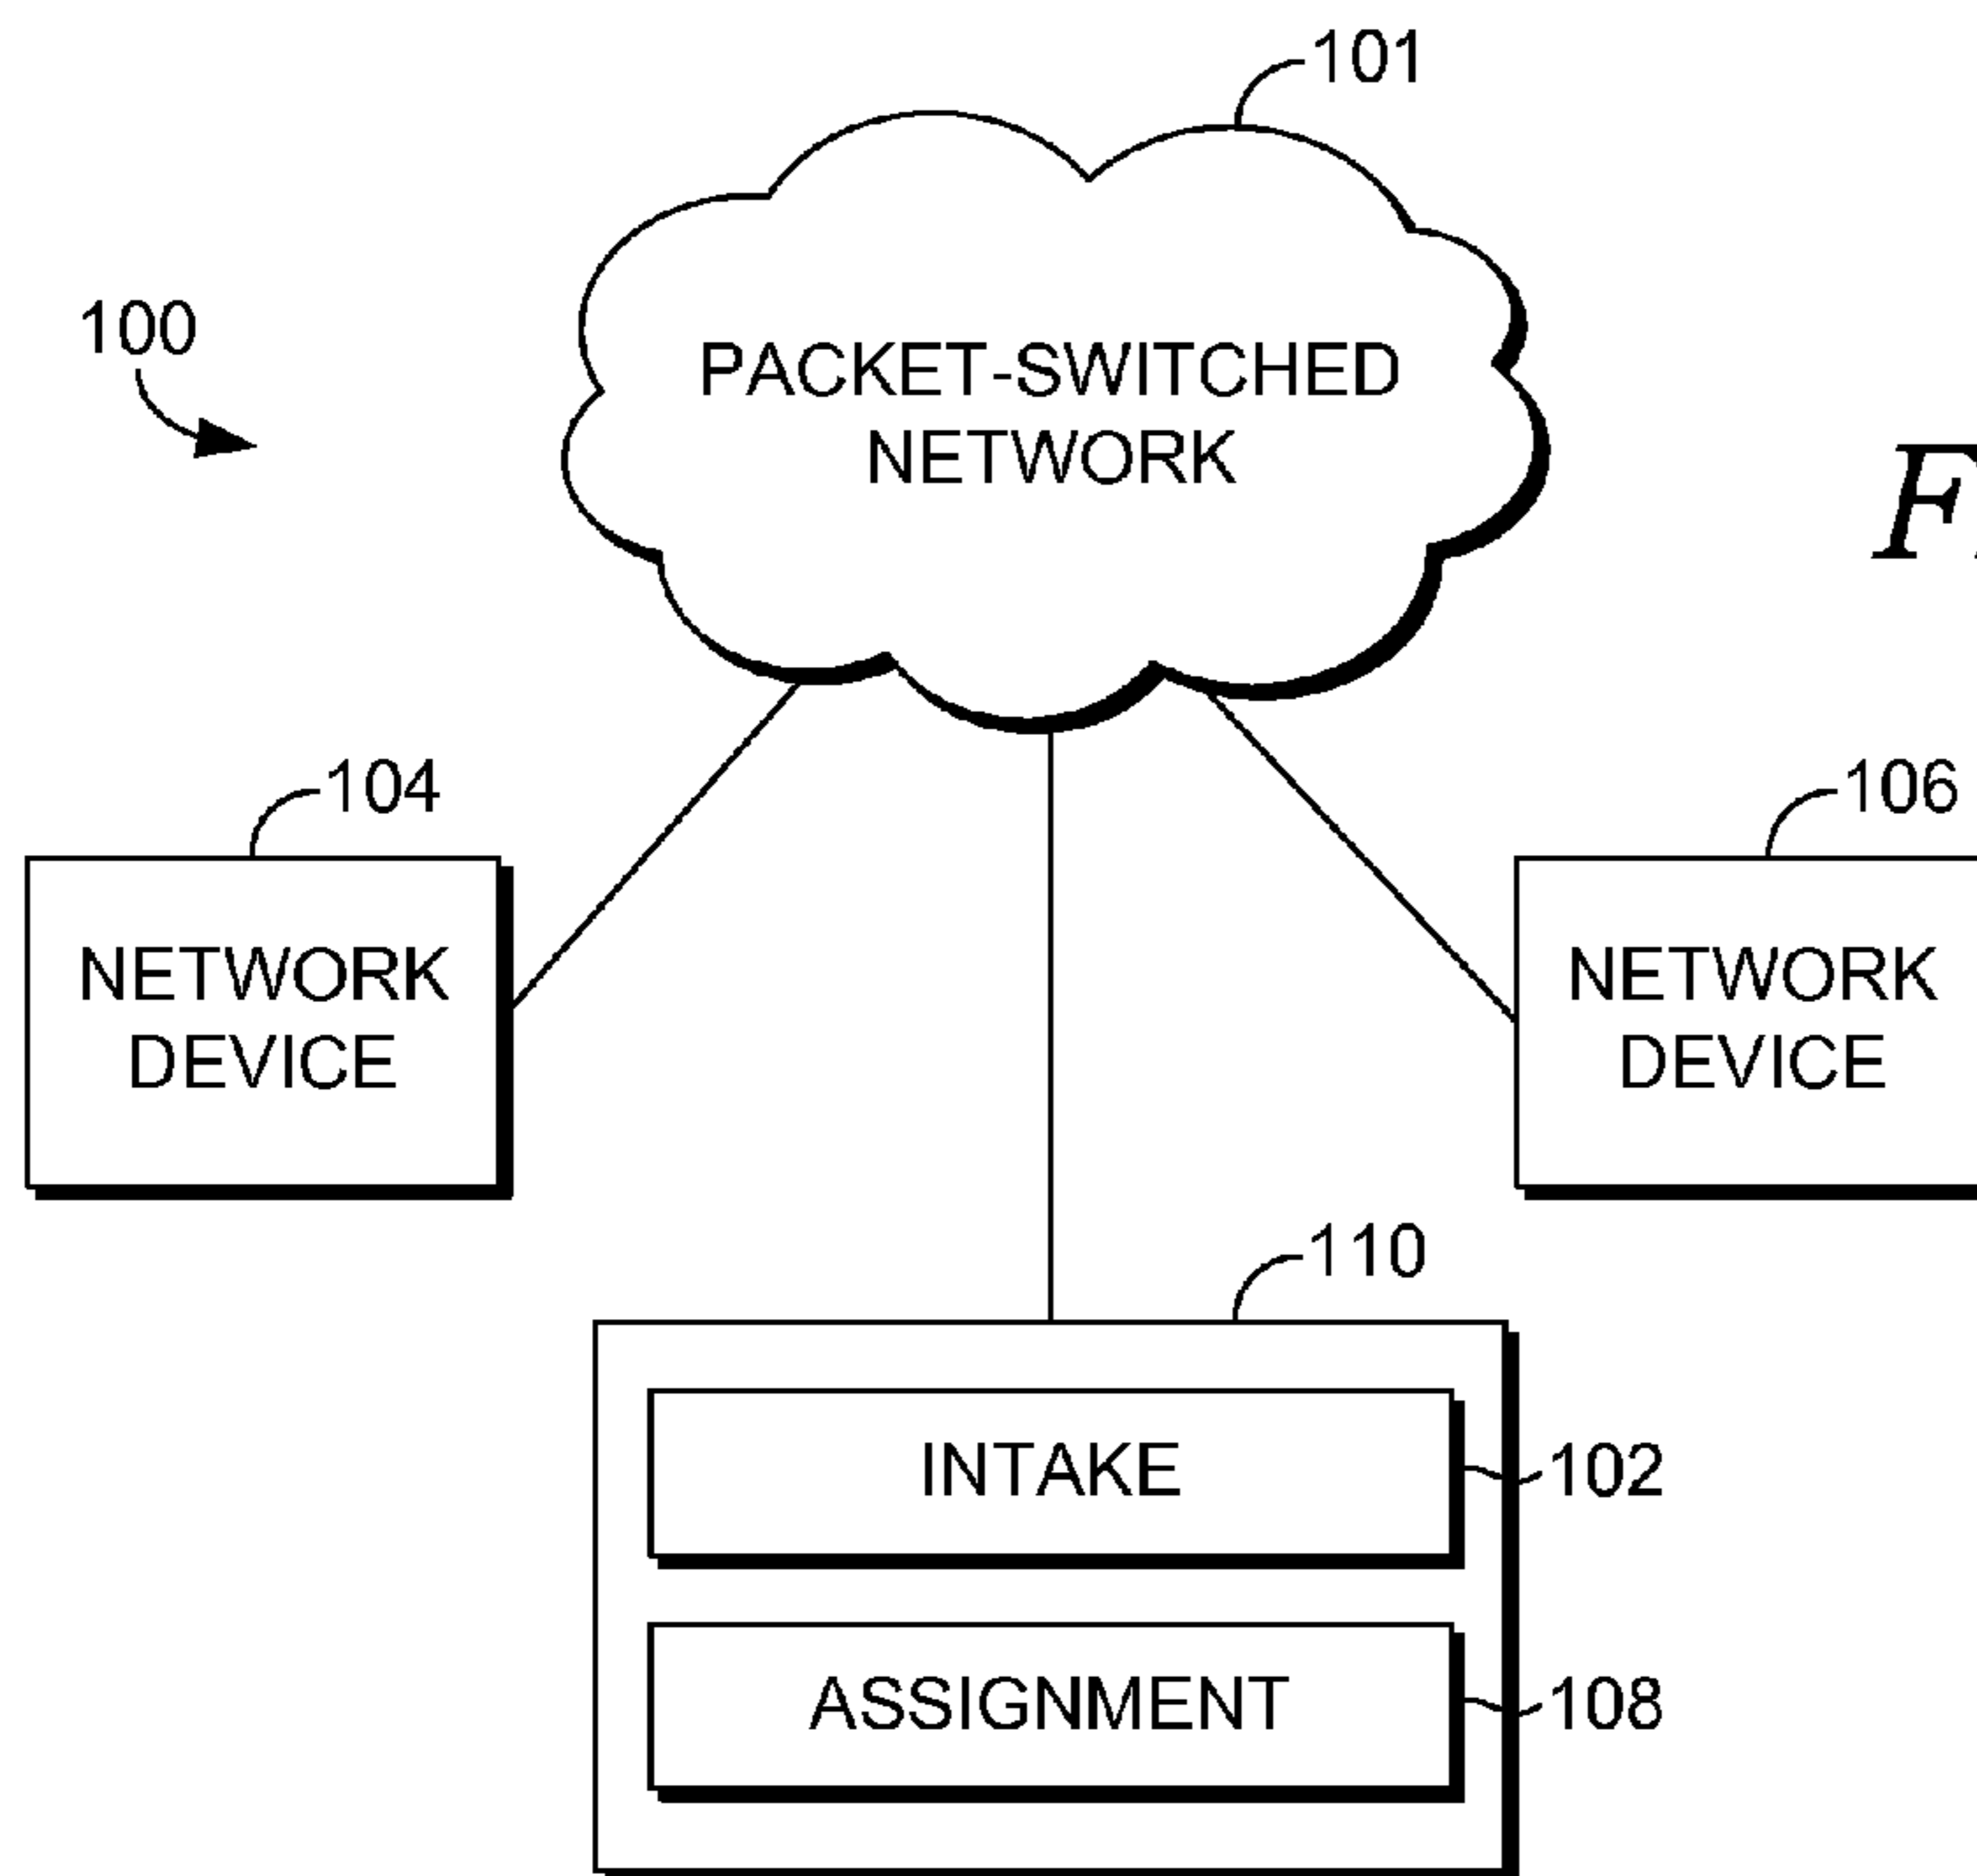 101
100
PACKET-SWITCHED
NETWORK
104
106
NETWORK
DEVICE
NETWORK
DEVICE
110
INTAKE
102
ASSIGNMENT
108